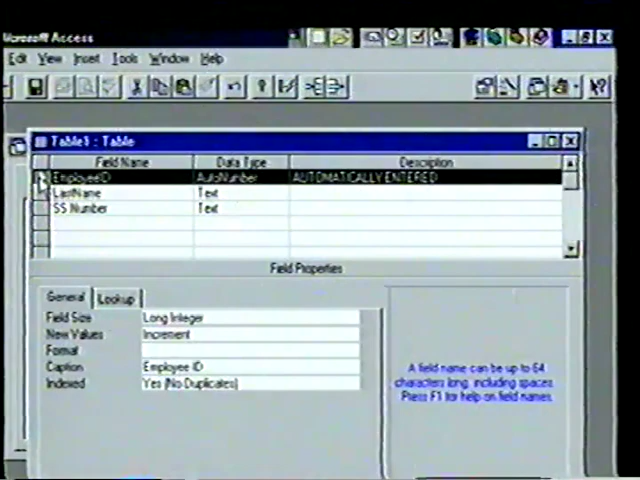 Microsoft Access
Edit View Insert Tools Window Help
Table1 : Table
Field Name Data Type Description
EmployeeID AutoNumber AUTOMATICALLY ENTERED
LastName Text
SS Number Text
Field Properties
General Lookup
Field Size Long Integer
New Values Increment
Format
Caption Employee ID
Indexed Yes (No Duplicates)
A field name can be up to 64
characters long, including spaces.
Press F1 for help on field names.